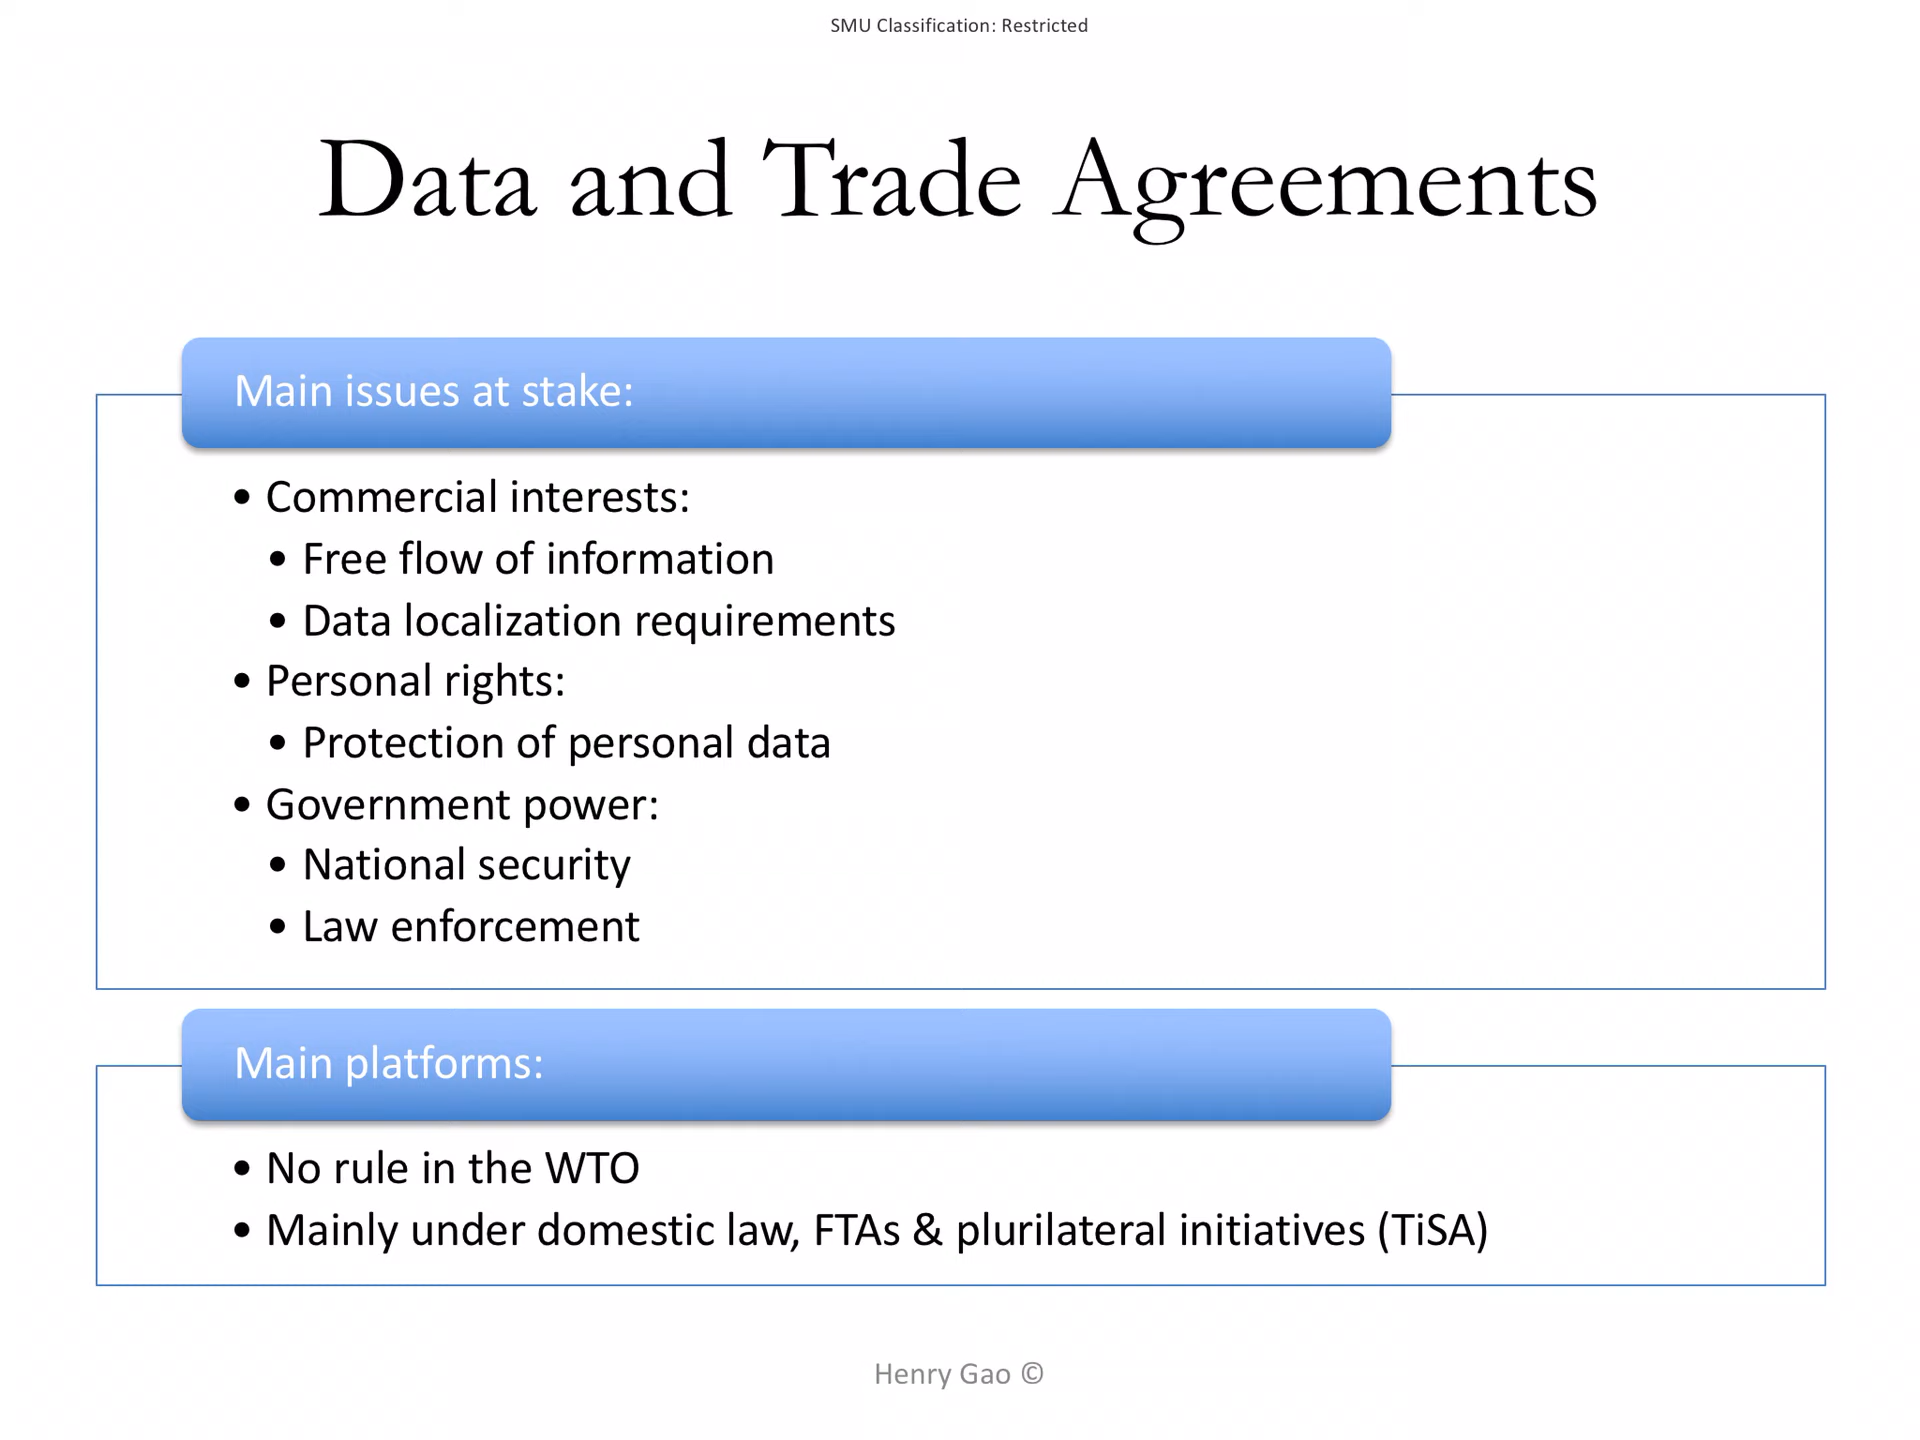 SMU Classification: Restricted
Data and Trade Agreements
Main issues at stake:
• Commercial interests:
• Free flow of information
• Data localization requirements
• Personal rights:
• Protection of personal data
• Government power:
• National security
• Law enforcement
Main platforms:
• No rule in the WTO
• Mainly under domestic law, FTAs & plurilateral initiatives (TiSA)
Henry Gao ©